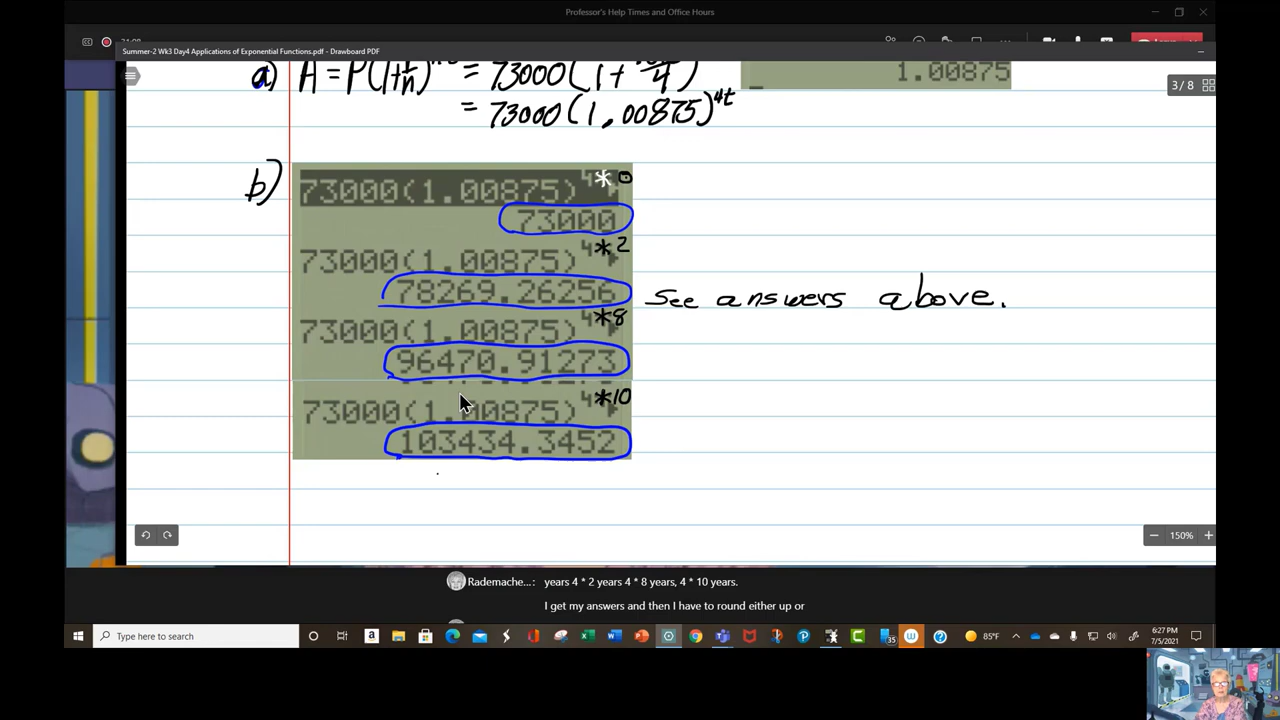 Professor's Help Times and Office Hours
Summer-2 Wk3 Day4 Applications of Exponential Functions.pdf - Drawboard PDF
a) A = P(1+ /n) = 73000(1+ /4)
1.00875
3/8
= 73000(1.00875)^4t
b)
73000(1.00875)^4*0
73000
73000(1.00875)^4*2
78269.26256
73000(1.00875)^4*8
96470.91273
73000(1.00875)^4*10
103434.3452
See answers above.
150%
Rademache...: years 4 * 2 years 4 * 8 years, 4 * 10 years.
I get my answers and then I have to round either up or
Type here to search
85°F
6:27 PM
7/5/2021
35